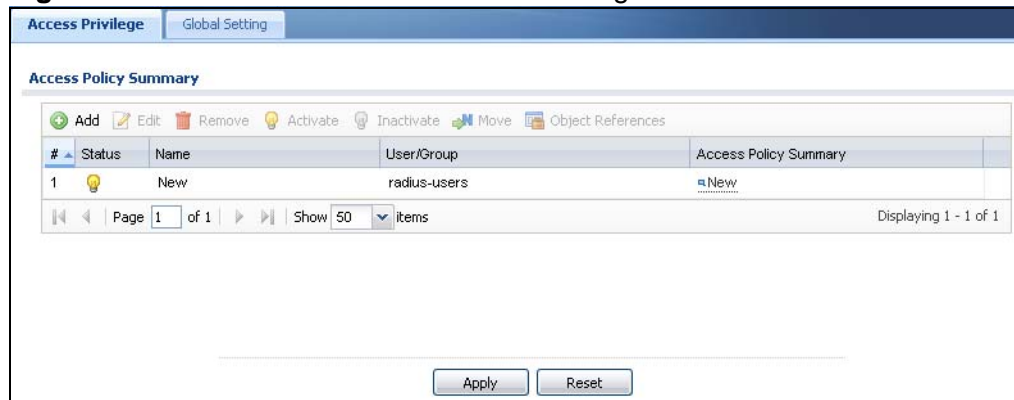 Access Privilege Global Setting
Access Policy Summary
Add Edit Remove Activate Inactivate Move Object References
# Status Name User/Group Access Policy Summary
1 New radius-users New
Page 1 of 1 Show 50 items Displaying 1 - 1 of 1
Apply Reset